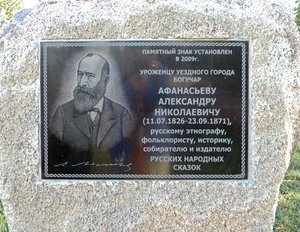 ПАМЯТНЫЙ ЗНАК УСТАНОВЛЕН
В 2009г.
УРОЖЕНЦУ УЕЗДНОГО ГОРОДА
БОГУЧАР
АФАНАСЬЕВУ
АЛЕКСАНДРУ
НИКОЛАЕВИЧУ
(11.07.1826-23.09.1871),
русскому этнографу,
фольклористу, историку,
собирателю и издателю
РУССКИХ НАРОДНЫХ
СКАЗОК